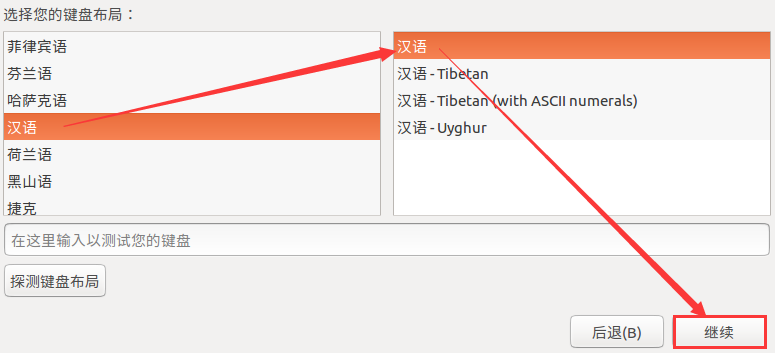 选择您的键盘布局：
菲律宾语
芬兰语
哈萨克语
汉语
荷兰语
黑山语
捷克
汉语
汉语 - Tibetan
汉语 - Tibetan (with ASCII numerals)
汉语 - Uyghur
在这里输入以测试您的键盘
探测键盘布局
后退(B)
继续